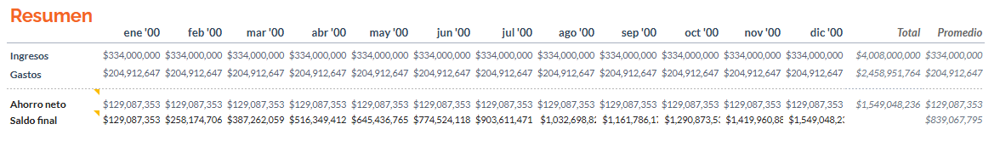 Resumen
ene '00 feb '00 mar '00 abr '00 may '00 jun '00 jul '00 ago '00 sep '00 oct '00 nov '00 dic '00 Total Promedio
Ingresos $334,000,000 $334,000,000 $334,000,000 $334,000,000 $334,000,000 $334,000,000 $334,000,000 $334,000,000 $334,000,000 $334,000,000 $334,000,000 $334,000,000 $4,008,000,000 $334,000,000
Gastos $204,912,647 $204,912,647 $204,912,647 $204,912,647 $204,912,647 $204,912,647 $204,912,647 $204,912,647 $204,912,647 $204,912,647 $204,912,647 $204,912,647 $2,458,951,764 $204,912,647
Ahorro neto $129,087,353 $129,087,353 $129,087,353 $129,087,353 $129,087,353 $129,087,353 $129,087,353 $129,087,353 $129,087,353 $129,087,353 $129,087,353 $129,087,353 $1,549,048,236 $129,087,353
Saldo final $129,087,353 $258,174,706 $387,262,059 $516,349,412 $645,436,765 $774,524,118 $903,611,471 $1,032,698,82 $1,161,786,1 $1,290,873,5 $1,419,960,88 $1,549,048,2 $839,067,795